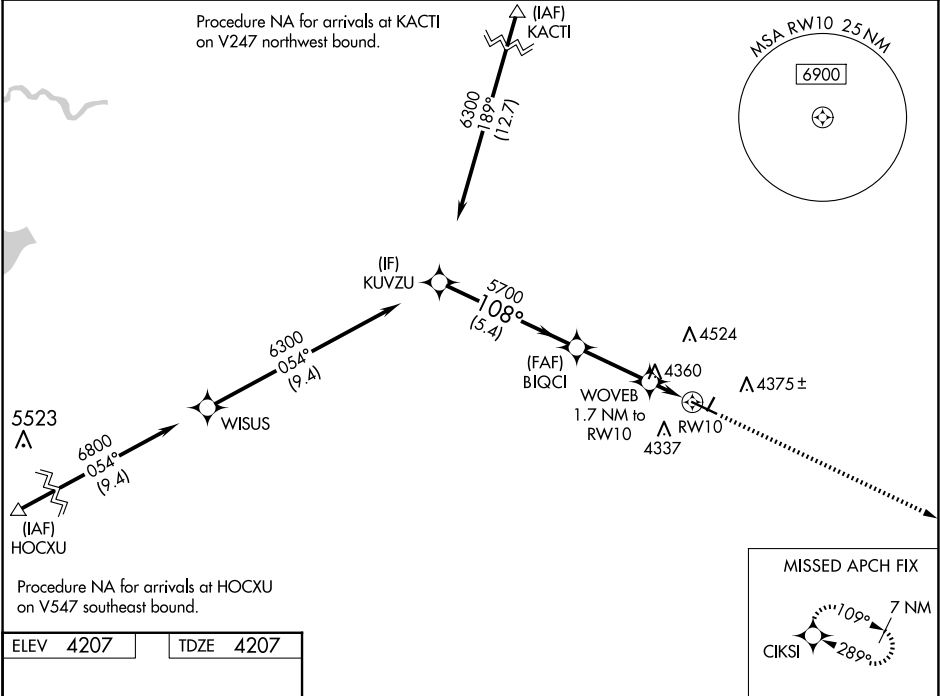 Procedure NA for arrivals at KACTI
on V247 northwest bound.
(IAF)
KACTI
MSA RW10 25 NM
6900
6300
189°
(12.7)
(IF)
KUVZU
5700
108°
(5.4)
6300
054°
(9.4)
(FAF)
BIQCI
4524
4360
4375±
WOVEB
1.7 NM to
RW10
RW10
4337
WISUS
5523
6800
054°
(9.4)
(IAF)
HOCXU
Procedure NA for arrivals at HOCXU
on V547 southeast bound.
MISSED APCH FIX
7 NM
109°
289°
CIKSI
ELEV 4207
TDZE 4207